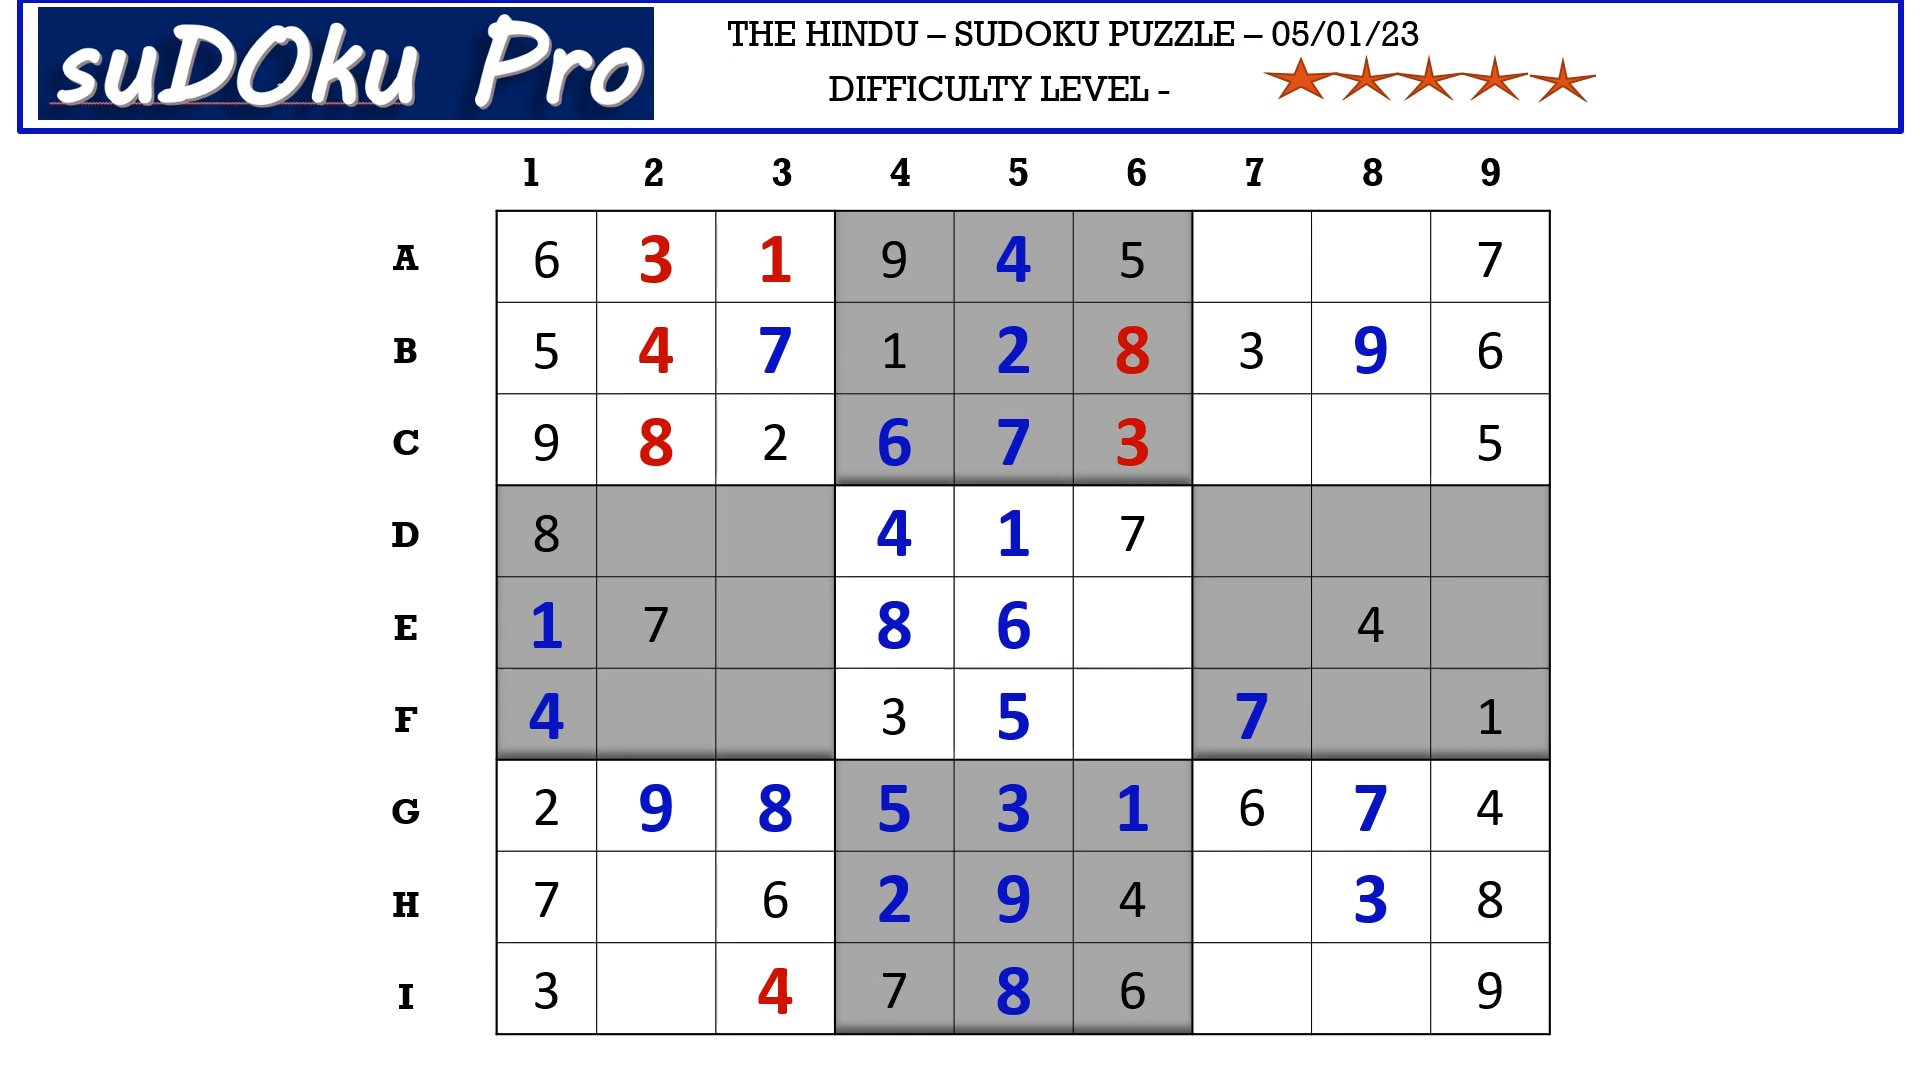 suDOku Pro
THE HINDU – SUDOKU PUZZLE – 05/01/23
DIFFICULTY LEVEL -
1 2 3 4 5 6 7 8 9
A 6 3 1 9 4 5 7
B 5 4 7 1 2 8 3 9 6
C 9 8 2 6 7 3 5
D 8 4 1 7
E 1 7 8 6 4
F 4 3 5 7 1
G 2 9 8 5 3 1 6 7 4
H 7 6 2 9 4 3 8
I 3 4 7 8 6 9